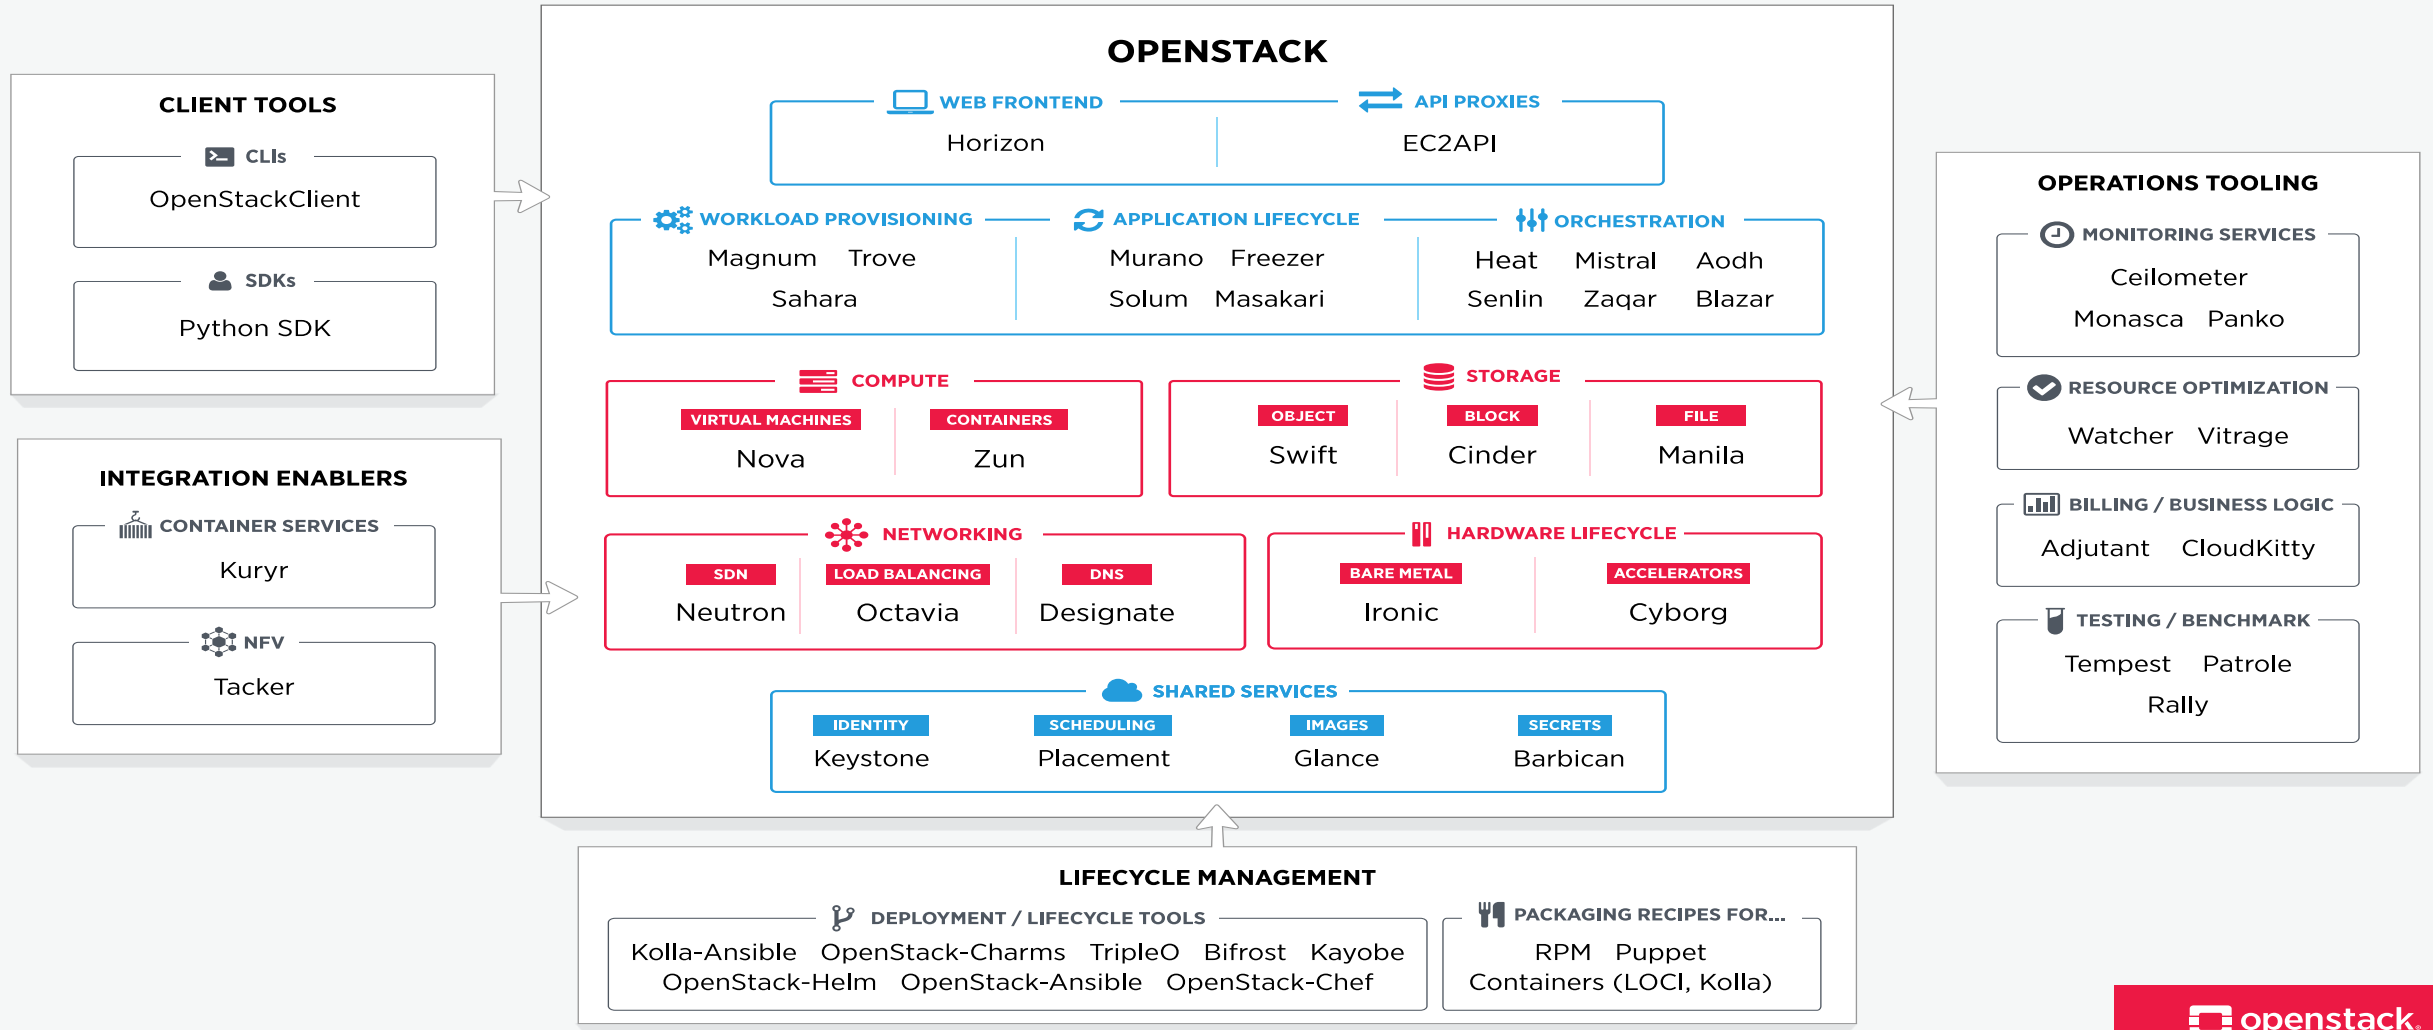 OPENSTACK
WEB FRONTEND
API PROXIES
Horizon
EC2API
WORKLOAD PROVISIONING
APPLICATION LIFECYCLE
ORCHESTRATION
Magnum Trove
Sahara
Murano Freezer
Solum Masakari
Heat Mistral Aodh
Senlin Zaqar Blazar
COMPUTE
VIRTUAL MACHINES
CONTAINERS
Nova
Zun
STORAGE
OBJECT
BLOCK
FILE
Swift
Cinder
Manila
NETWORKING
SDN
LOAD BALANCING
DNS
Neutron
Octavia
Designate
HARDWARE LIFECYCLE
BARE METAL
ACCELERATORS
Ironic
Cyborg
SHARED SERVICES
IDENTITY
SCHEDULING
IMAGES
SECRETS
Keystone
Placement
Glance
Barbican
CLIENT TOOLS
CLIs
OpenStackClient
SDKs
Python SDK
INTEGRATION ENABLERS
CONTAINER SERVICES
Kuryr
NFV
Tacker
OPERATIONS TOOLING
MONITORING SERVICES
Ceilometer
Monasca Panko
RESOURCE OPTIMIZATION
Watcher Vitrage
BILLING / BUSINESS LOGIC
Adjutant CloudKitty
TESTING / BENCHMARK
Tempest Patrole
Rally
LIFECYCLE MANAGEMENT
DEPLOYMENT / LIFECYCLE TOOLS
Kolla-Ansible OpenStack-Charms TripleO Bifrost Kayobe
OpenStack-Helm OpenStack-Ansible OpenStack-Chef
PACKAGING RECIPES FOR...
RPM Puppet
Containers (LOCI, Kolla)
openstack.